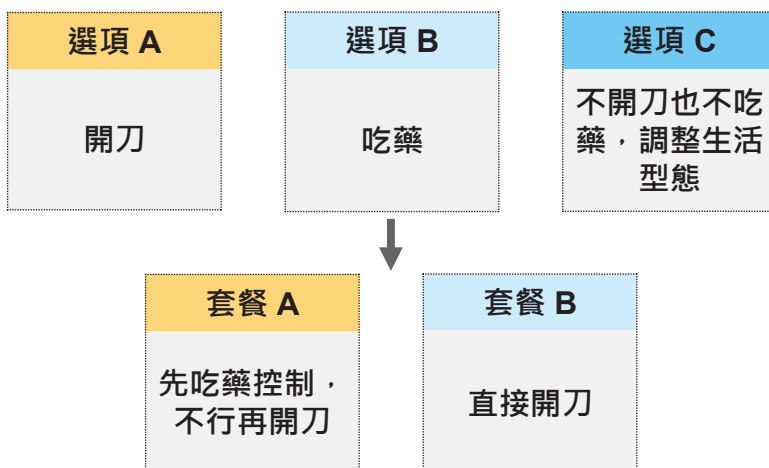 選項 A
選項 B
選項 C
開刀
吃藥
不開刀也不吃
藥，調整生活
型態
套餐 A
套餐 B
先吃藥控制，
不行再開刀
直接開刀